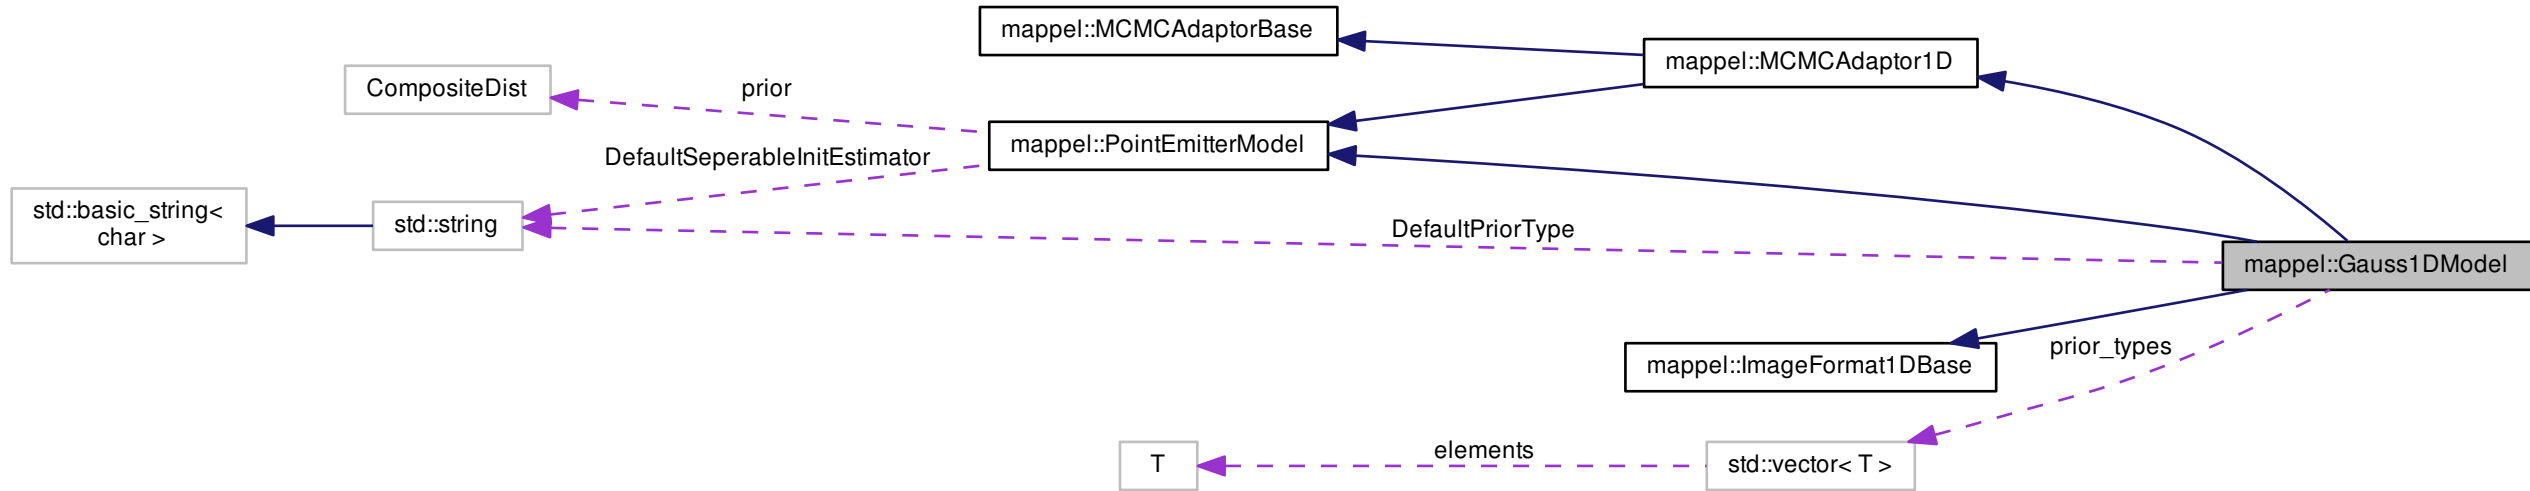 mappel::MCMCAdaptorBase
mappel::MCMCAdaptor1D
CompositeDist
prior
mappel::PointEmitterModel
DefaultSeperableInitEstimator
std::basic_string<
char >
std::string
DefaultPriorType
mappel::Gauss1DModel
mappel::ImageFormat1DBase
prior_types
T
elements
std::vector< T >